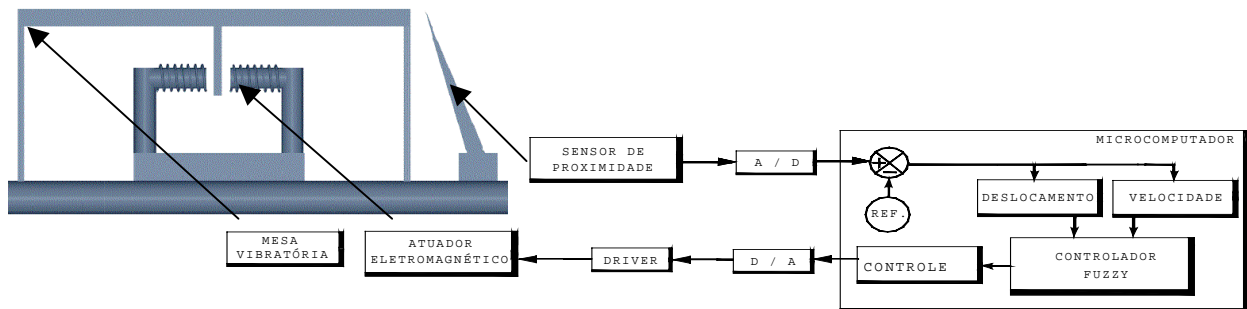 MICROCOMPUTADOR
SENSOR DE
PROXIMIDADE
A / D
+
−
REF.
DESLOCAMENTO
VELOCIDADE
MESA
VIBRATÓRIA
ATUADOR
ELETROMAGNÉTICO
DRIVER
D / A
CONTROLE
CONTROLADOR
FUZZY